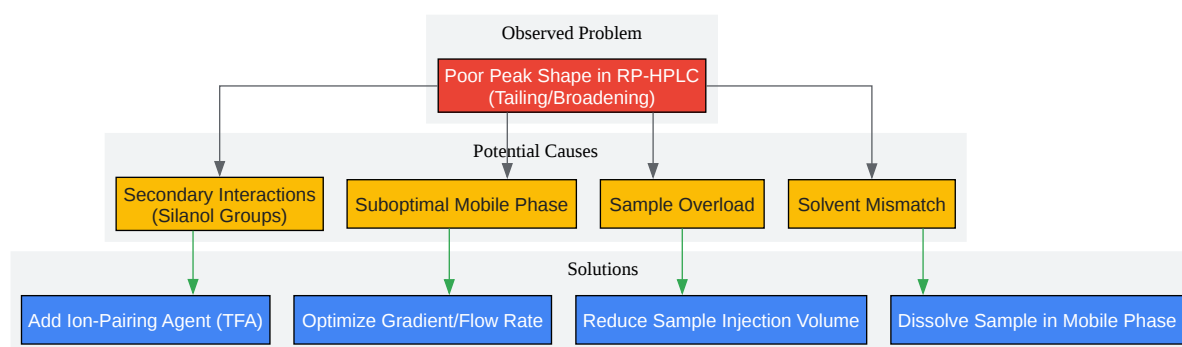 Observed Problem
Poor Peak Shape in RP-HPLC
(Tailing/Broadening)
Potential Causes
Secondary Interactions
(Silanol Groups)
Suboptimal Mobile Phase
Sample Overload
Solvent Mismatch
Solutions
Add Ion-Pairing Agent (TFA)
Optimize Gradient/Flow Rate
Reduce Sample Injection Volume
Dissolve Sample in Mobile Phase